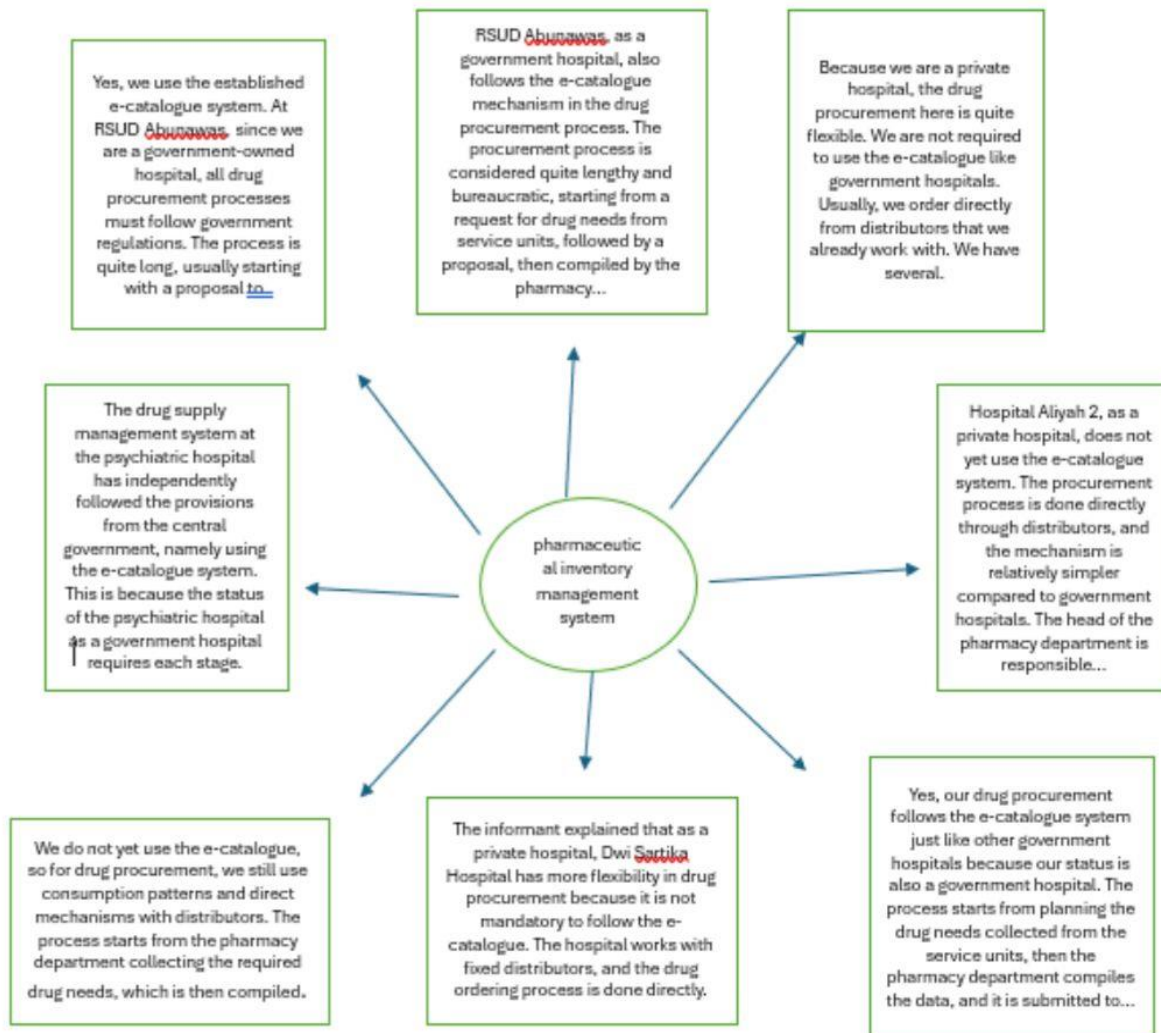 Yes, we use the established
e-catalogue system. At
RSUD Abunawas, since we
are a government-owned
hospital, all drug
procurement processes
must follow government
regulations. The process is
quite long, usually starting
with a proposal to...
RSUD Abunawas, as a
government hospital, also
follows the e-catalogue
mechanism in the drug
procurement process. The
procurement process is
considered quite lengthy and
bureaucratic, starting from a
request for drug needs from
service units, followed by a
proposal, then compiled by the
pharmacy...
Because we are a private
hospital, the drug
procurement here is quite
flexible. We are not required
to use the e-catalogue like
government hospitals.
Usually, we order directly
from distributors that we
already work with. We have
several.
The drug supply
management system at
the psychiatric hospital
has independently
followed the provisions
from the central
government, namely using
the e-catalogue system.
This is because the status
of the psychiatric hospital
as a government hospital
requires each stage.
pharmaceutic
al inventory
management
system
Hospital Aliyah 2, as a
private hospital, does not
yet use the e-catalogue
system. The procurement
process is done directly
through distributors, and
the mechanism is
relatively simpler
compared to government
hospitals. The head of the
pharmacy department is
responsible...
We do not yet use the e-catalogue,
so for drug procurement, we still use
consumption patterns and direct
mechanisms with distributors. The
process starts from the pharmacy
department collecting the required
drug needs, which is then compiled.
The informant explained that as a
private hospital, Dwi Sartika
Hospital has more flexibility in drug
procurement because it is not
mandatory to follow the e-
catalogue. The hospital works with
fixed distributors, and the drug
ordering process is done directly.
Yes, our drug procurement
follows the e-catalogue system
just like other government
hospitals because our status is
also a government hospital. The
process starts from planning the
drug needs collected from the
service units, then the
pharmacy department compiles
the data, and it is submitted to...